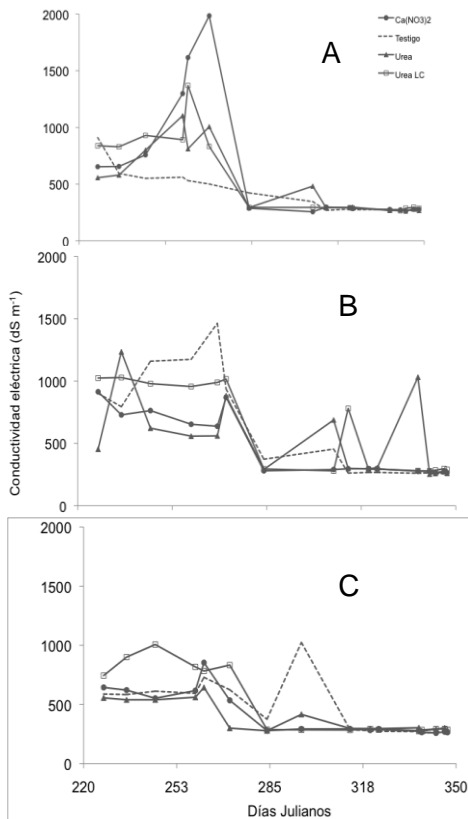 2000
1500
1000
500
0
A
Ca(NO3)2
Testigo
Urea
Urea LC
Conductividad eléctrica (dS m⁻¹)
2000
1500
1000
500
0
B
2000
1500
1000
500
0
C
220
253
285
318
350
Días Julianos